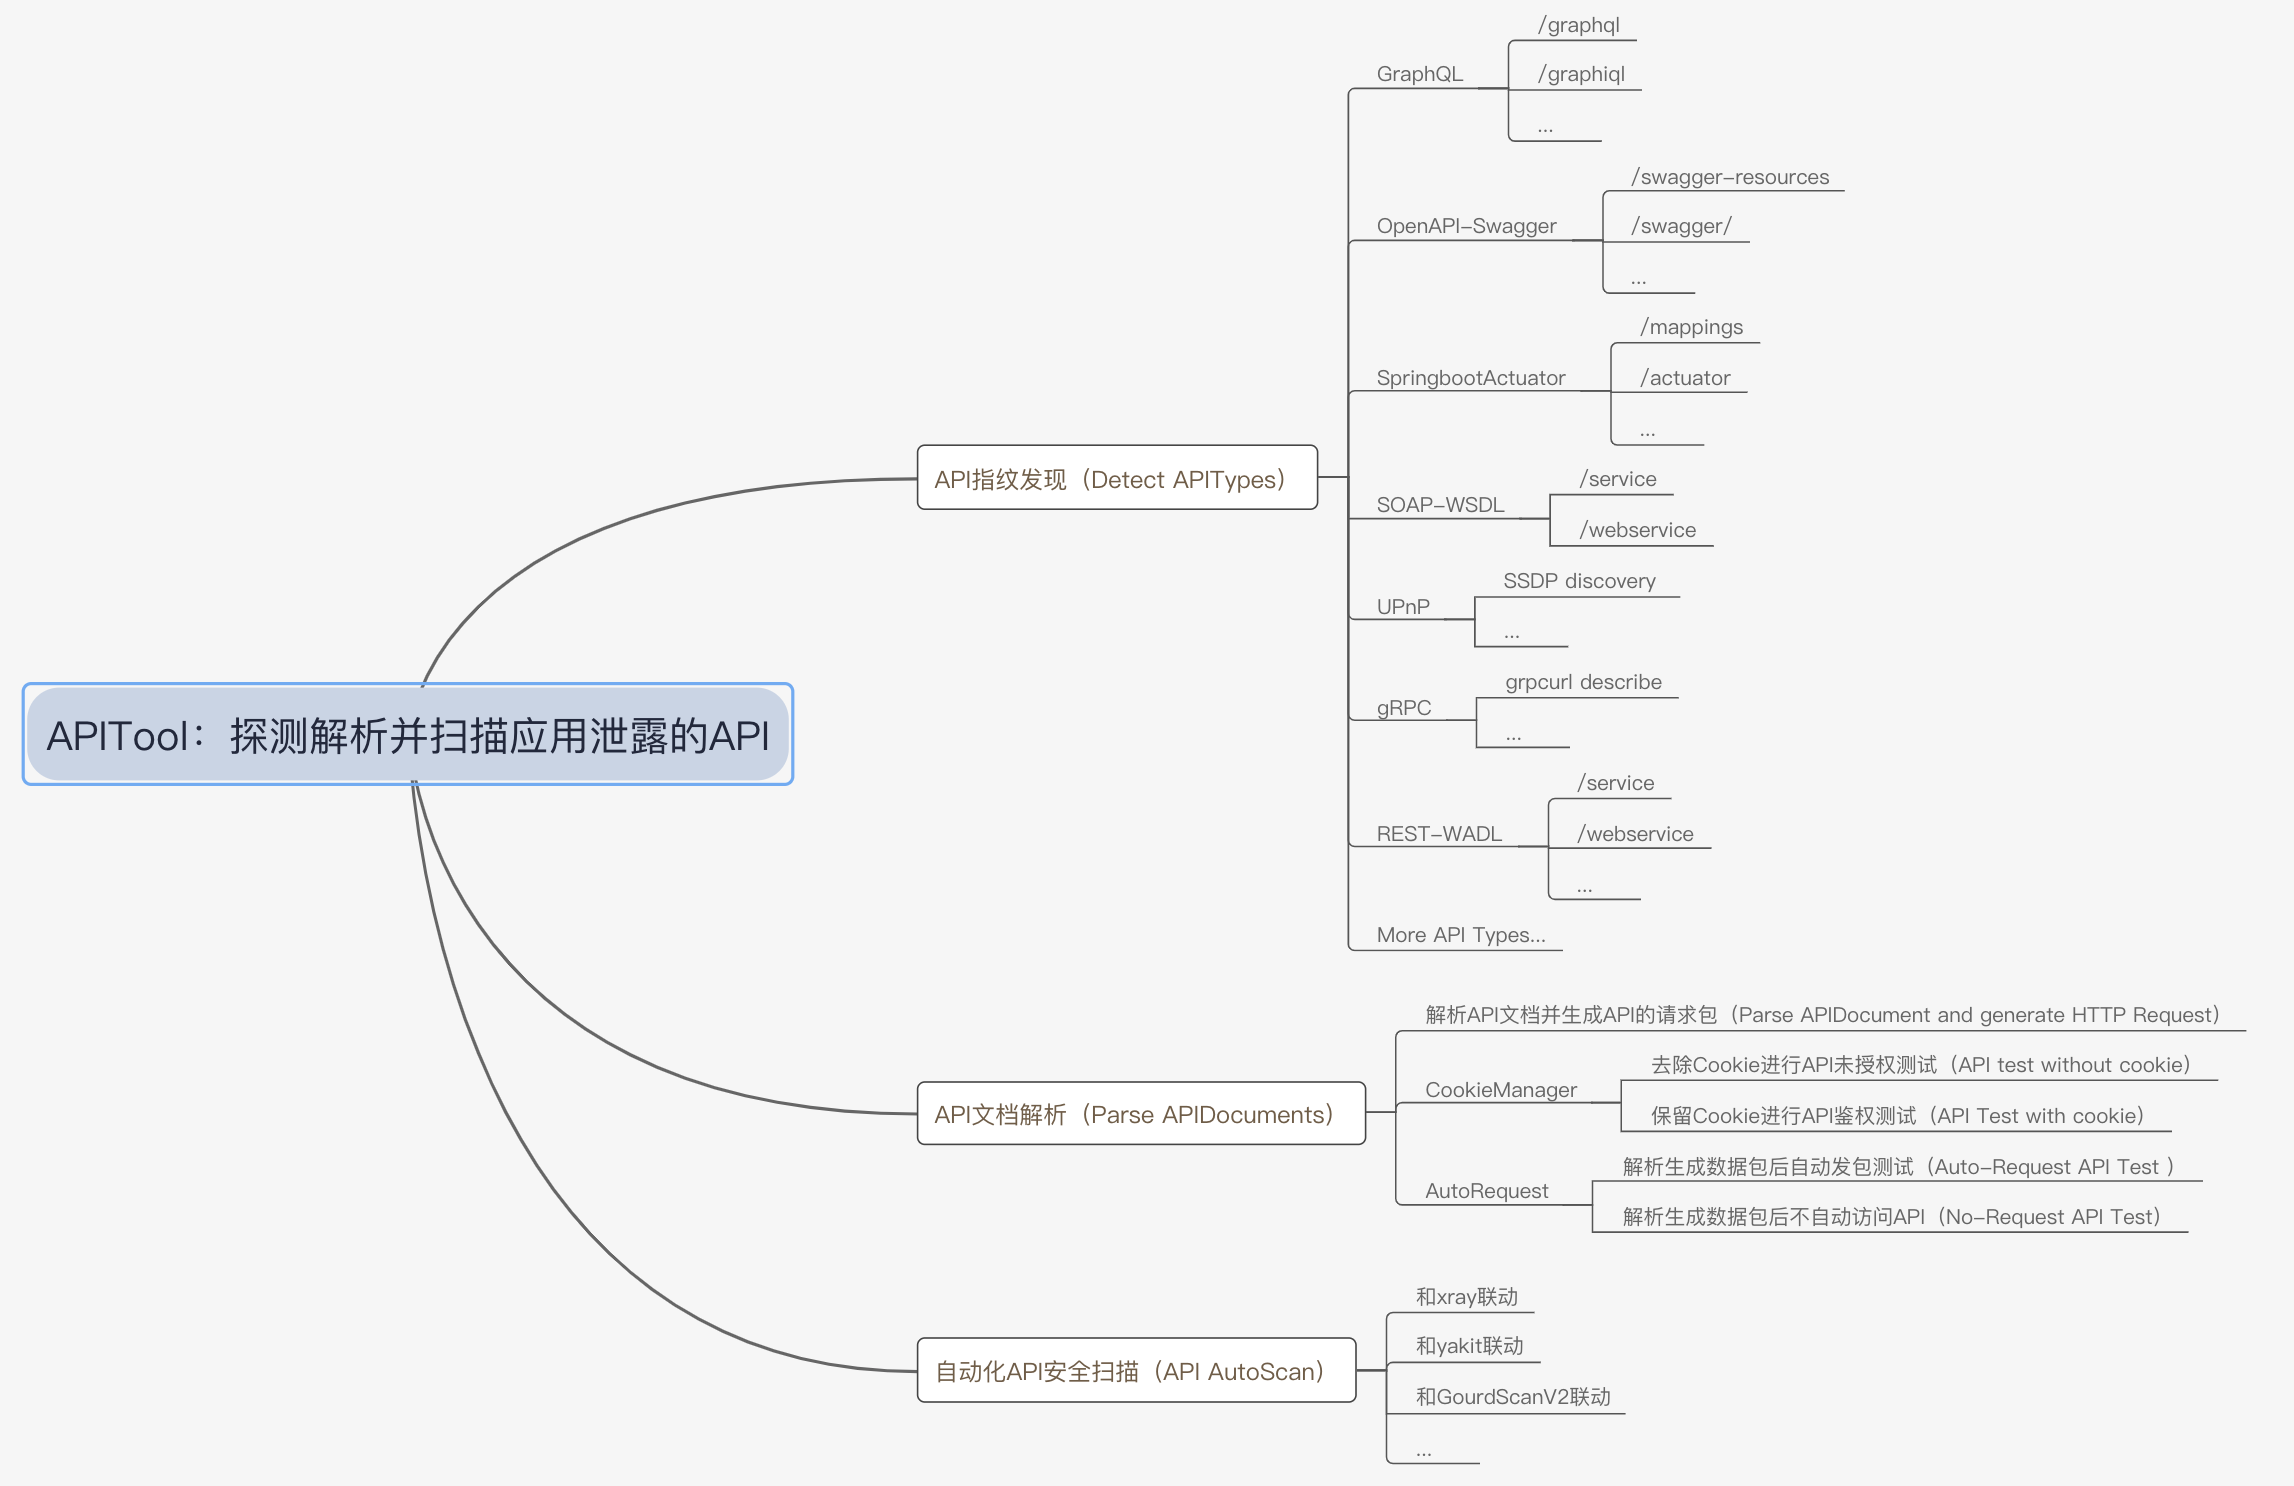 APITool：探测解析并扫描应用泄露的API
API指纹发现（Detect APITypes）
GraphQL
/graphql
/graphiql
...
OpenAPI-Swagger
/swagger-resources
/swagger/
...
SpringbootActuator
/mappings
/actuator
...
SOAP-WSDL
/service
/webservice
UPnP
SSDP discovery
...
gRPC
grpcurl describe
...
REST-WADL
/service
/webservice
...
More API Types...
API文档解析（Parse APIDocuments）
解析API文档并生成API的请求包（Parse APIDocument and generate HTTP Request）
CookieManager
去除Cookie进行API未授权测试（API test without cookie）
保留Cookie进行API鉴权测试（API Test with cookie）
AutoRequest
解析生成数据包后自动发包测试（Auto-Request API Test ）
解析生成数据包后不自动访问API（No-Request API Test）
自动化API安全扫描（API AutoScan）
和xray联动
和yakit联动
和GourdScanV2联动
...